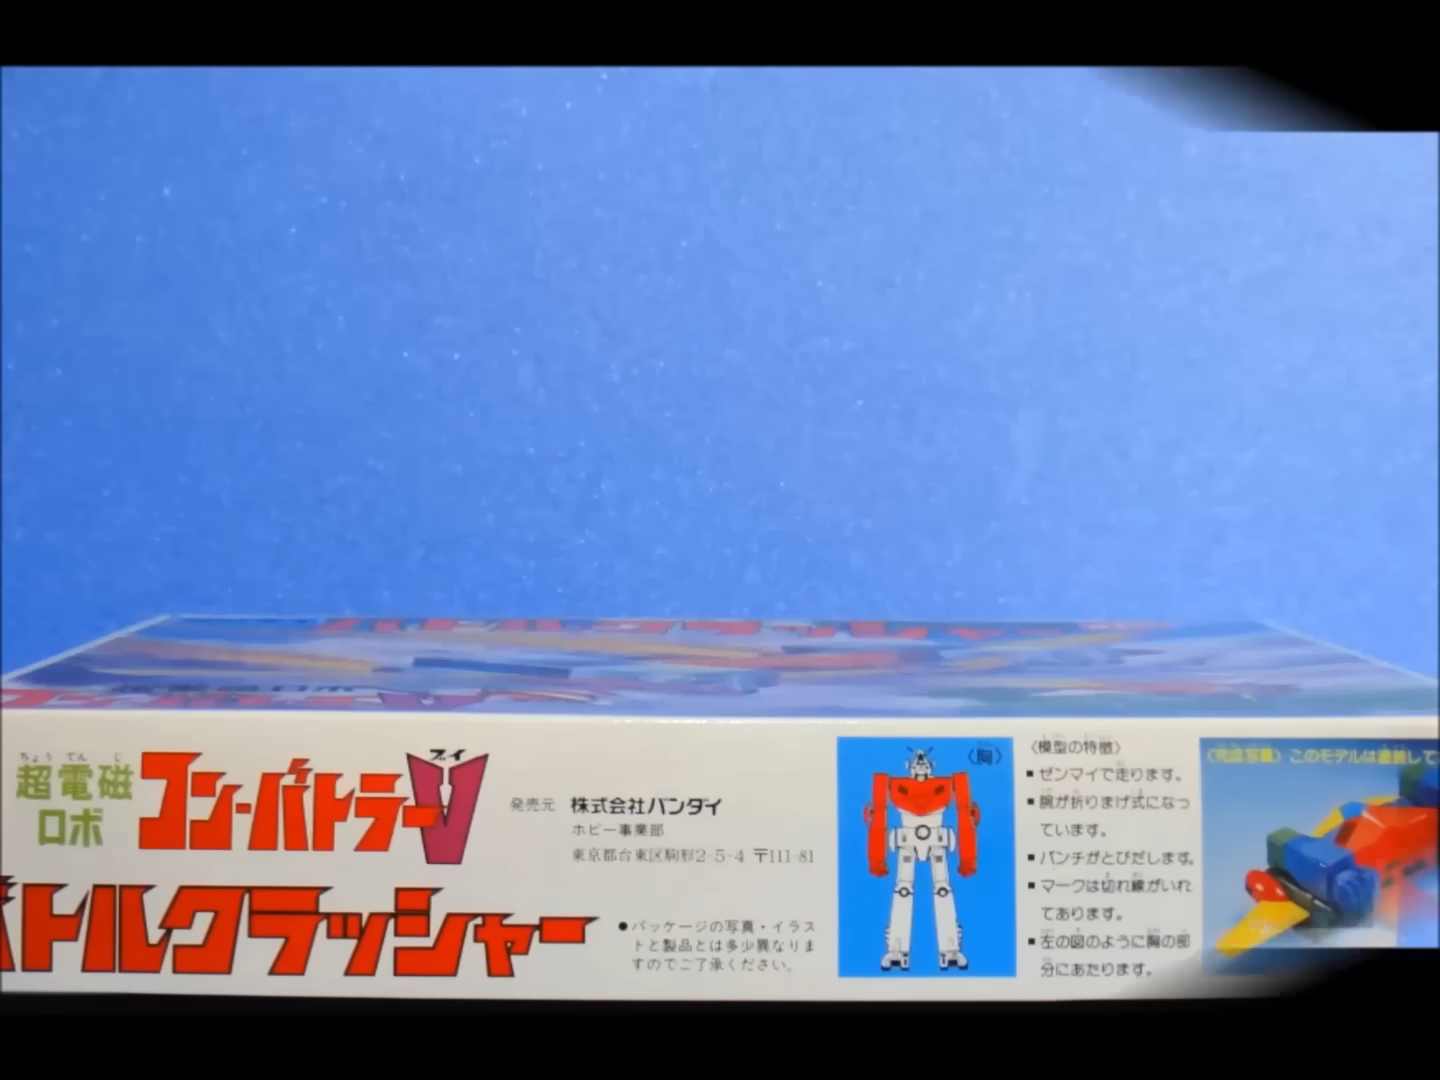 超電磁
ちょう でん じ
ロボ
コン・バトラーV
ブイ
バトルクラッシャー
発売元 株式会社バンダイ
ホビー事業部
東京都台東区駒形2-5-4 〒111-81
●パッケージの写真・イラス
トと製品とは多少異なりま
すのでご了承ください。
〈胸〉
〈模型の特徴〉
■ゼンマイで走ります。
■腕が折りまげ式になっ
ています。
■パンチがとびだします。
■マークは切れ線がいれ
てあります。
■左の図のように胸の部
分にあたります。
〈完成写真〉このモデルは塗装して